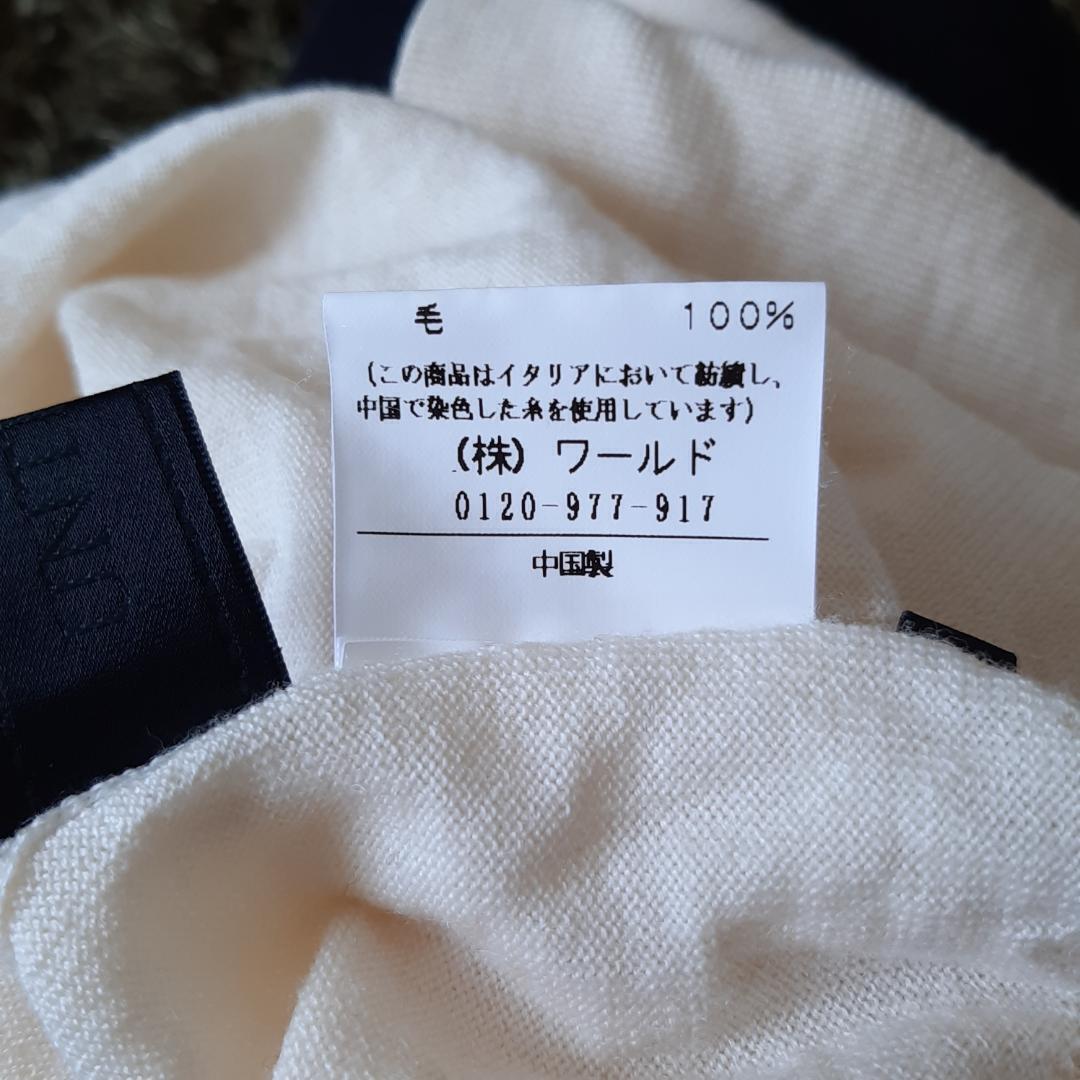 毛 100%
(この商品はイタリアにおいて紡績し、
中国で染色した糸を使用しています)
(株) ワールド
0120-977-917
中国製